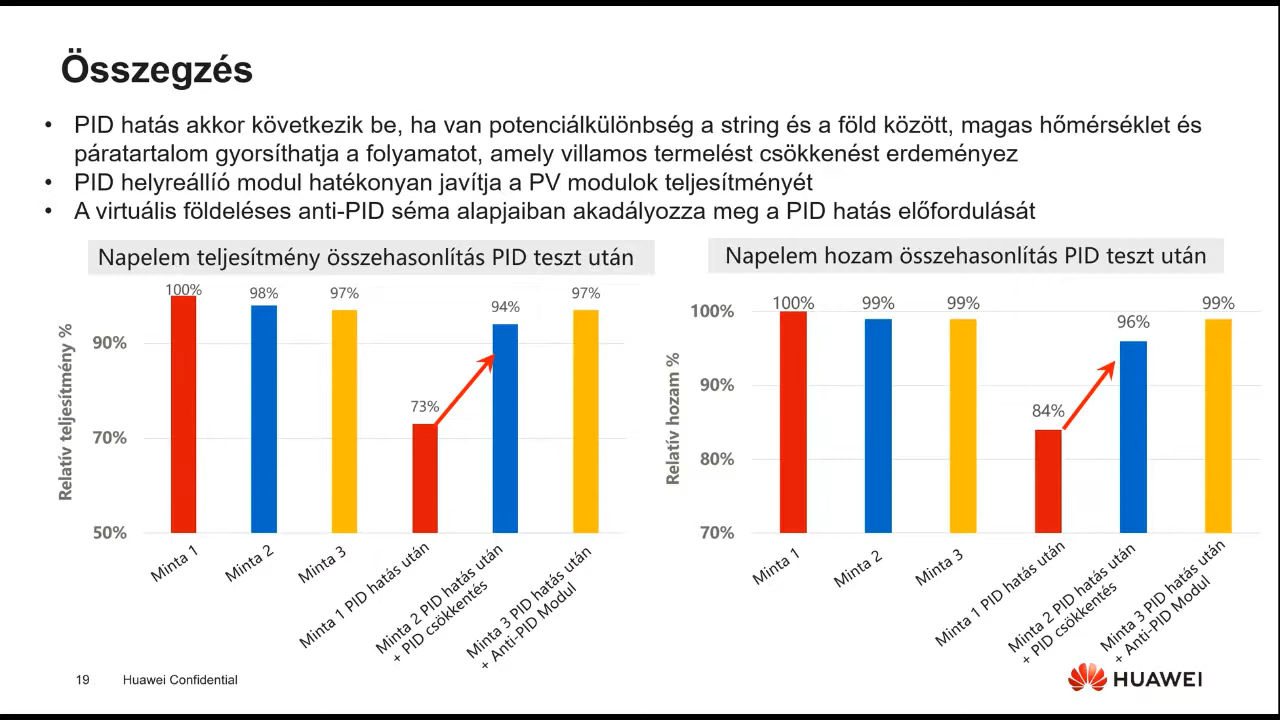 Összegzés
• PID hatás akkor következik be, ha van potenciálkülönbség a string és a föld között, magas hőmérséklet és
páratartalom gyorsíthatja a folyamatot, amely villamos termelést csökkenést erdeményez
• PID helyreállíó modul hatékonyan javítja a PV modulok teljesítményét
• A virtuális földeléses anti-PID séma alapjaiban akadályozza meg a PID hatás előfordulását
Napelem teljesítmény összehasonlítás PID teszt után
Relatív teljesítmény %
90%
70%
50%
100%
98%
97%
73%
94%
97%
Minta 1
Minta 2
Minta 3
Minta 1 PID hatás után
Minta 2 PID hatás után
+ PID csökkentés
Minta 3 PID hatás után
+ Anti-PID Modul
Napelem hozam összehasonlítás PID teszt után
Relatív hozam %
100%
90%
80%
70%
100%
99%
99%
84%
96%
99%
Minta 1
Minta 2
Minta 3
Minta 1 PID hatás után
Minta 2 PID hatás után
+ PID csökkentés
Minta 3 PID hatás után
+ Anti-PID Modul
19 Huawei Confidential
HUAWEI